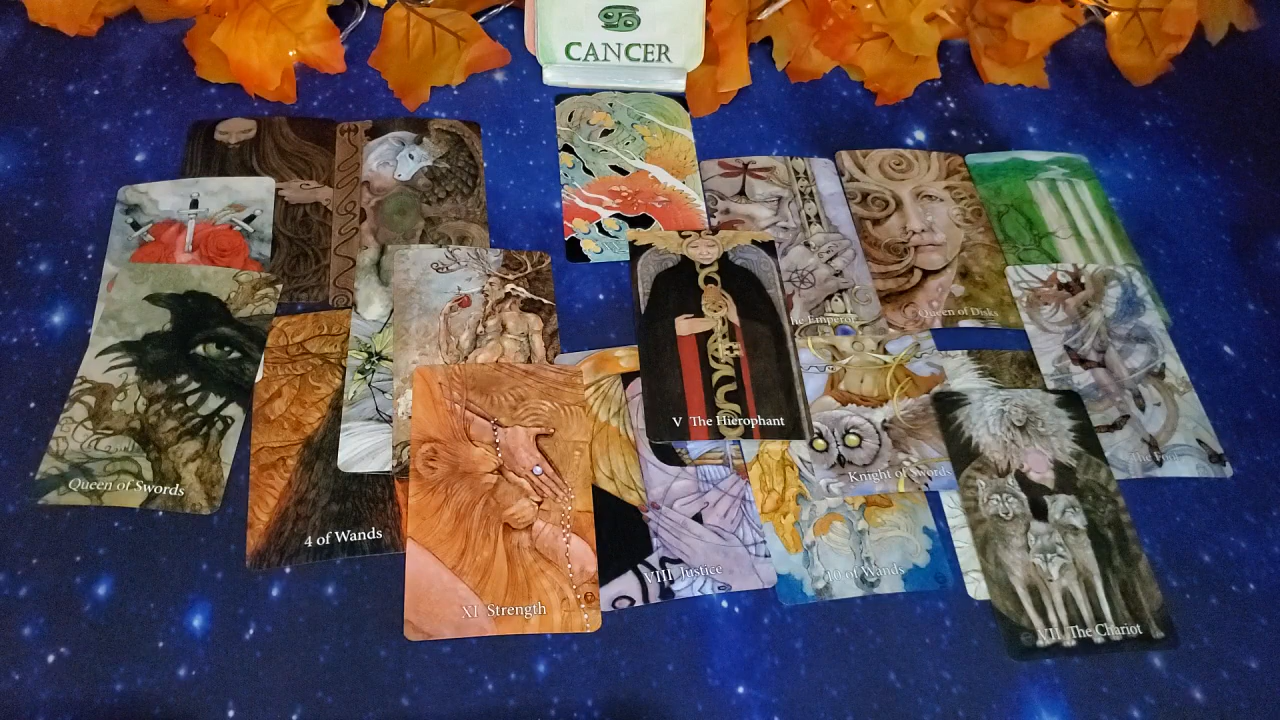 CANCER
he Emperor
Queen of Disks
V The Hierophant
The Fool
Queen of Swords
Knight of Swords
4 of Wands
VIII Justice
10 of Wands
XI Strength
VII The Chariot